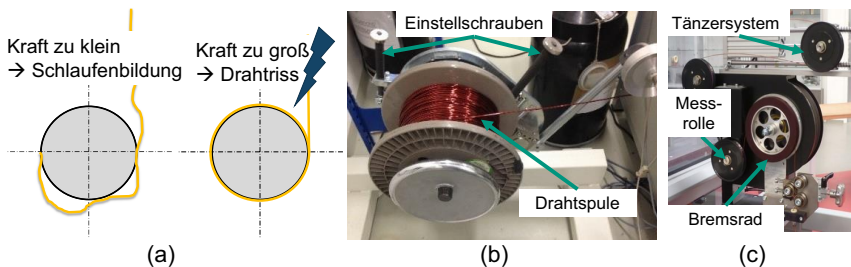 Kraft zu klein
→ Schlaufenbildung
Kraft zu groß
→ Drahtriss
(a)
Einstellschrauben
Drahtspule
(b)
Tänzersystem
Mess-
rolle
Bremsrad
(c)